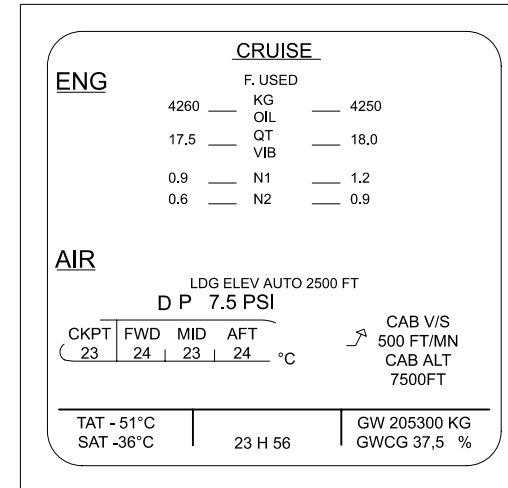 CRUISE
ENG
F. USED
4260 KG 4250
OIL
17.5 QT 18.0
VIB
0.9 N1 1.2
0.6 N2 0.9
AIR
LDG ELEV AUTO 2500 FT
D P 7.5 PSI
CKPT FWD MID AFT
23 24 23 24 °C
CAB V/S
500 FT/MN
CAB ALT
7500FT
TAT - 51°C
SAT -36°C
23 H 56
GW 205300 KG
GWCG 37,5 %